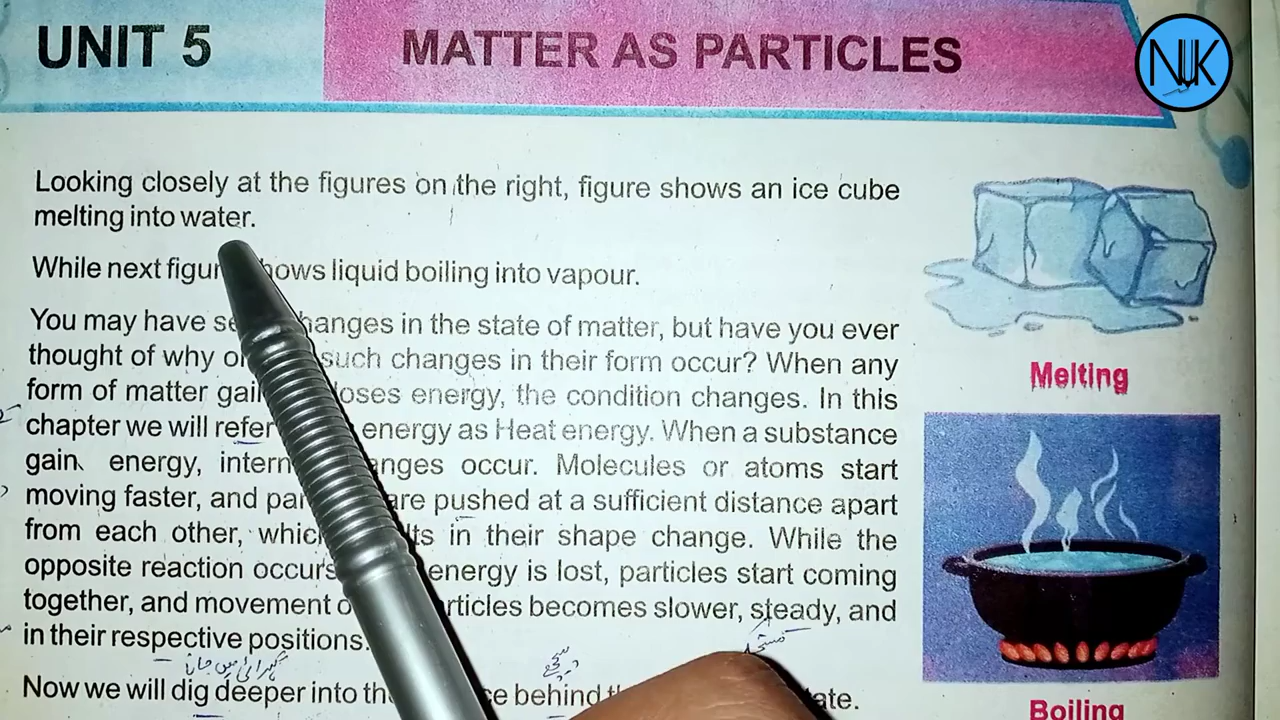 UNIT 5
MATTER AS PARTICLES
NJK
Looking closely at the figures on the right, figure shows an ice cube
melting into water.
While next figur hows liquid boiling into vapour.
You may have se hanges in the state of matter, but have you ever
thought of why or such changes in their form occur? When any
form of matter gai loses energy, the condition changes. In this
chapter we will refer energy as Heat energy. When a substance
gain energy, intern anges occur. Molecules or atoms start
moving faster, and par are pushed at a sufficient distance apart
from each other, whic lts in their shape change. While the
opposite reaction occurs energy is lost, particles start coming
together, and movement o rticles becomes slower, steady, and
in their respective positions.
Now we will dig deeper into th ce behind th ate.
Melting
Boiling